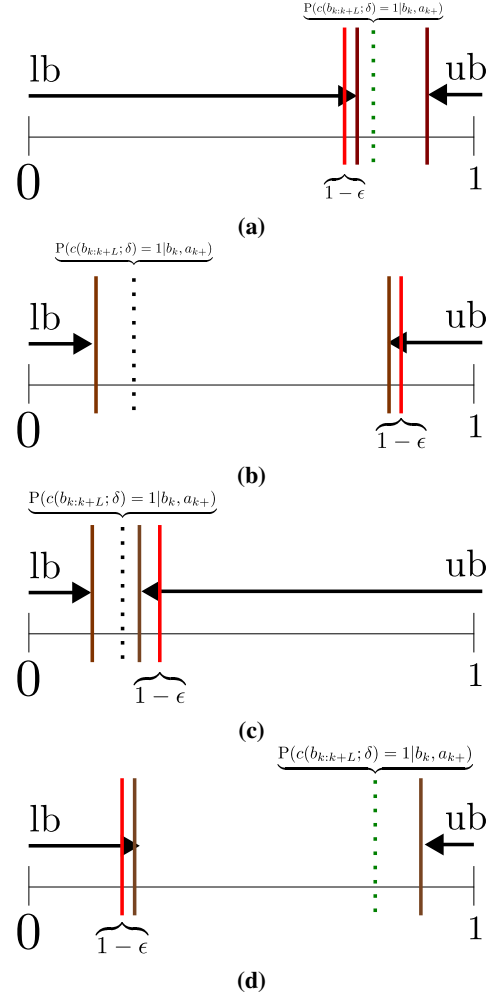 P(c(b_{k:k+L}; δ) = 1|b_k, a_{k+})
lb ub
0 1
1 − ϵ
(a)
P(c(b_{k:k+L}; δ) = 1|b_k, a_{k+})
lb ub
0 1
1 − ϵ
(b)
P(c(b_{k:k+L}; δ) = 1|b_k, a_{k+})
lb ub
0 1
1 − ϵ
(c)
P(c(b_{k:k+L}; δ) = 1|b_k, a_{k+})
lb ub
0 1
1 − ϵ
(d)